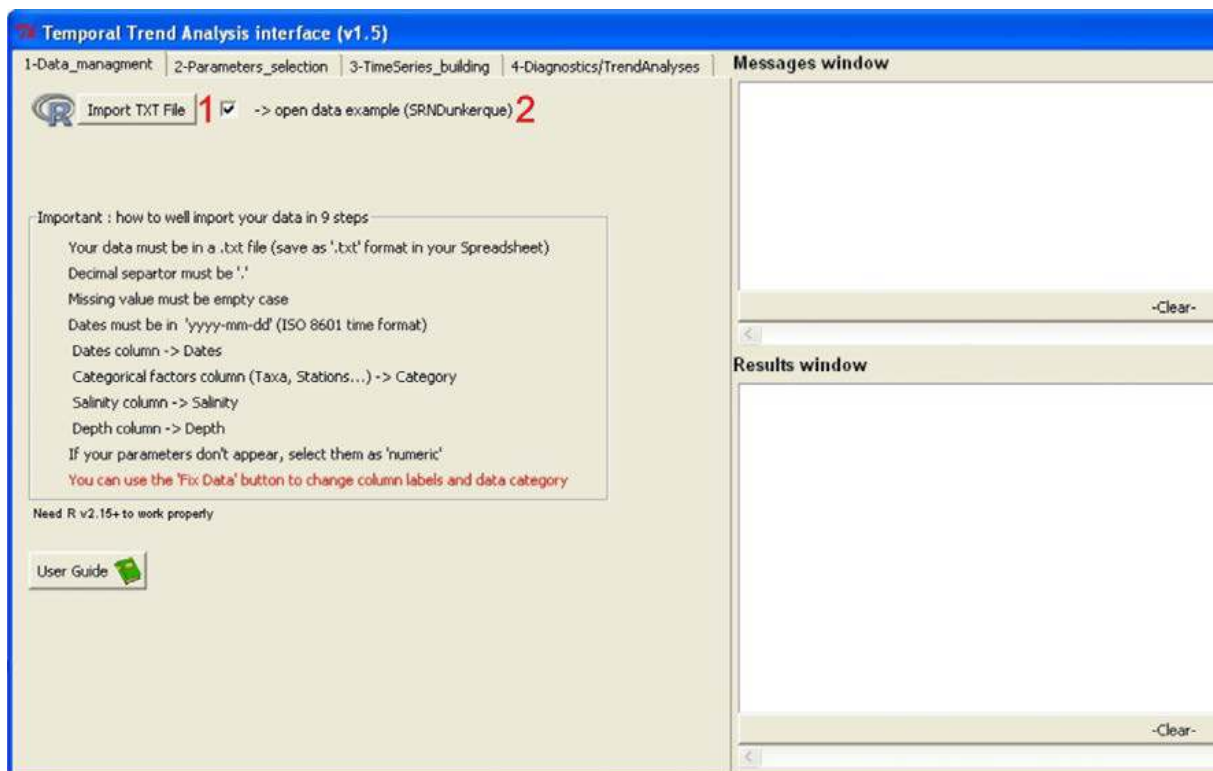 Temporal Trend Analysis interface (v1.5)
1-Data_managment 2-Parameters_selection 3-TimeSeries_building 4-Diagnostics/TrendAnalyses
Messages window
R Import TXT File 1 -> open data example (SRNDunkerque) 2
Important : how to well import your data in 9 steps
Your data must be in a .txt file (save as '.txt' format in your Spreadsheet)
Decimal separtor must be '.'
Missing value must be empty case
Dates must be in 'yyyy-mm-dd' (ISO 8601 time format)
Dates column -> Dates
Categorical factors column (Taxa, Stations...) -> Category
Salinity column -> Salinity
Depth column -> Depth
If your parameters don't appear, select them as 'numeric'
You can use the 'Fix Data' button to change column labels and data category
Need R v2.15+ to work properly
User Guide
-Clear-
Results window
-Clear-